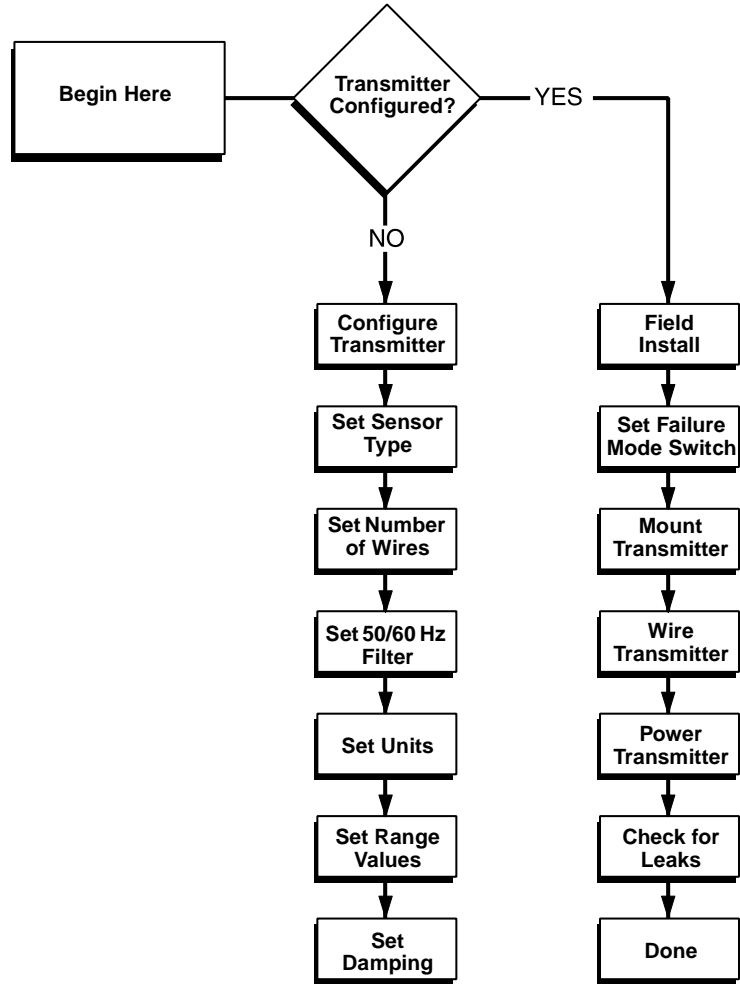 Begin Here
Transmitter
Configured?
YES
NO
Configure
Transmitter
Set Sensor
Type
Set Number
of Wires
Set 50/60 Hz
Filter
Set Units
Set Range
Values
Set
Damping
Field
Install
Set Failure
Mode Switch
Mount
Transmitter
Wire
Transmitter
Power
Transmitter
Check for
Leaks
Done